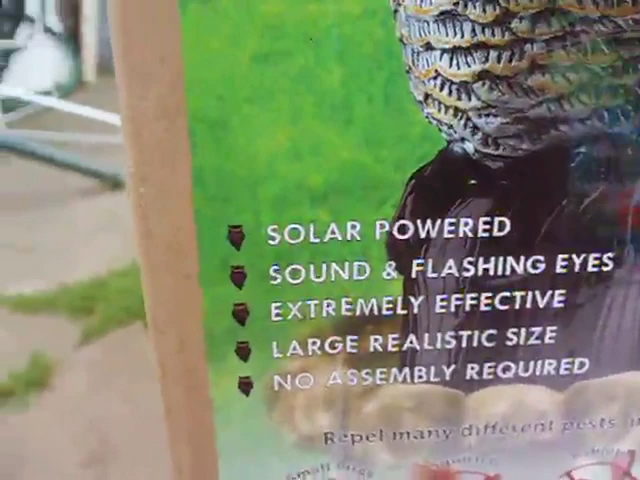 SOLAR POWERED
SOUND & FLASHING EYES
EXTREMELY EFFECTIVE
LARGE REALISTIC SIZE
NO ASSEMBLY REQUIRED
Repel many different pests